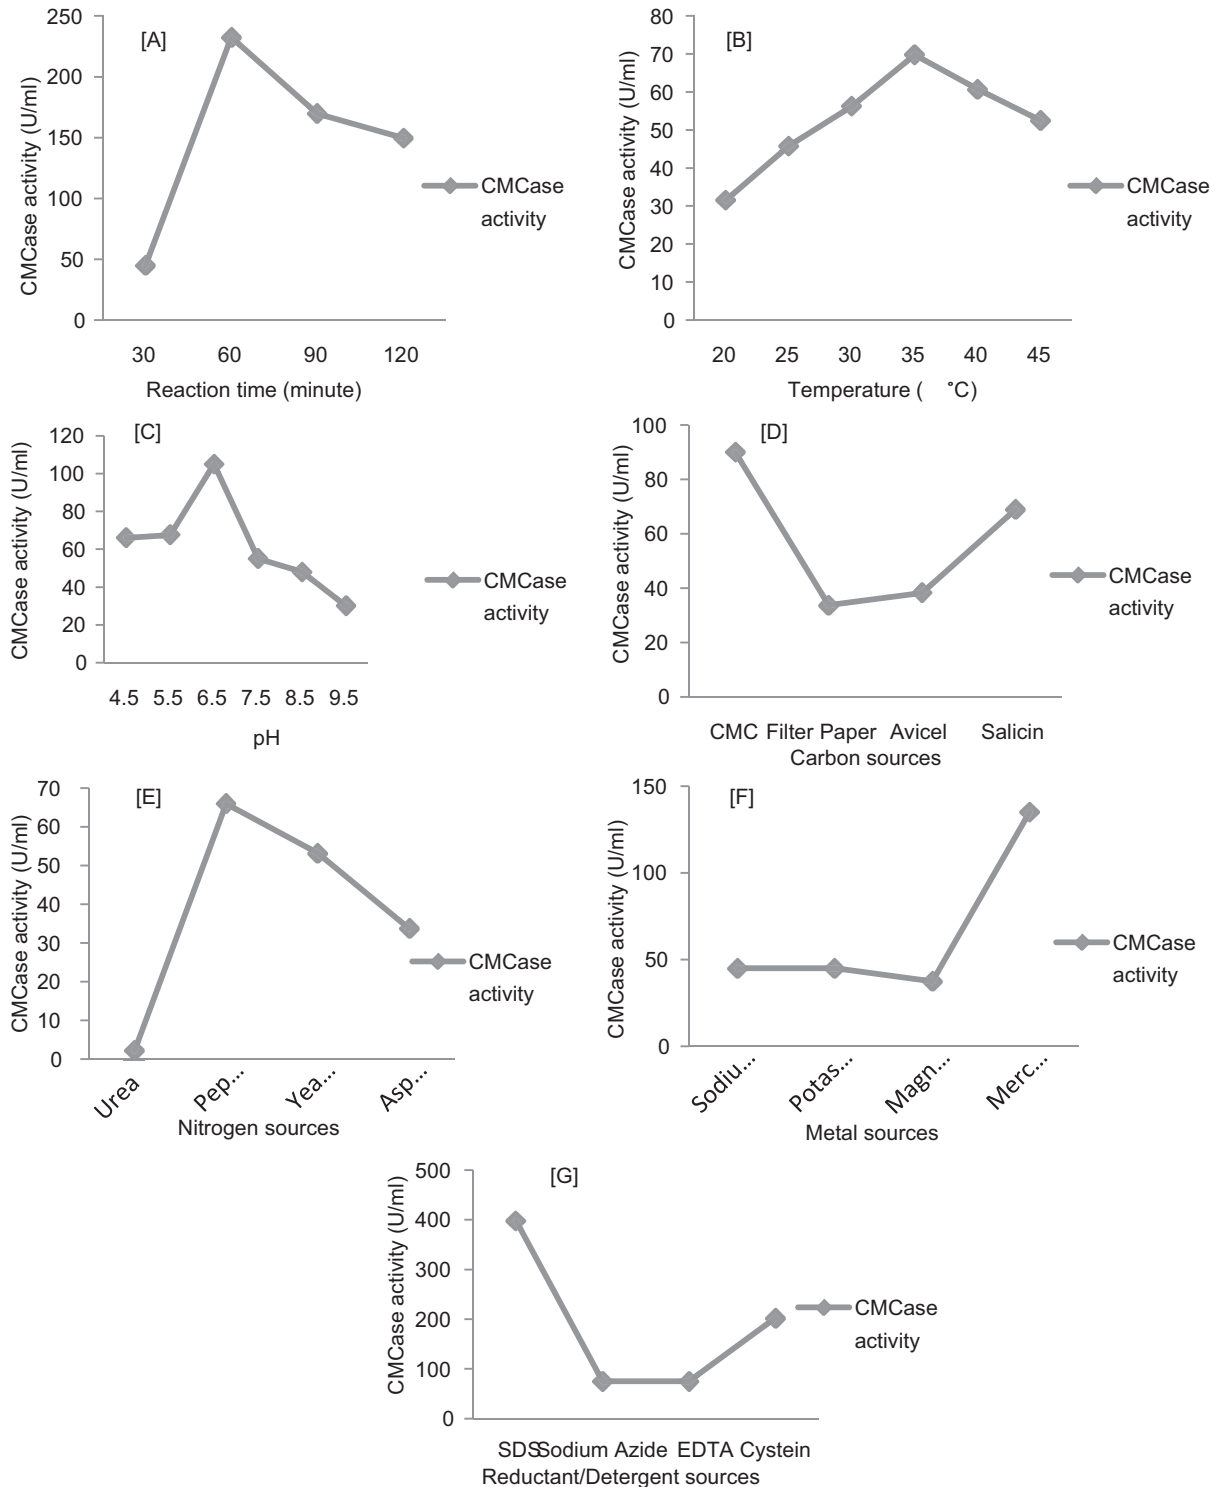 [A]
CMCase activity (U/ml)
250
200
150
100
50
0
30 60 90 120
Reaction time (minute)
CMCase
activity
[B]
CMCase activity (U/ml)
80
70
60
50
40
30
20
10
0
20 25 30 35 40 45
Temperature ( °C)
CMCase
activity
[C]
CMCase activity (U/ml)
120
100
80
60
40
20
0
4.5 5.5 6.5 7.5 8.5 9.5
pH
CMCase
activity
[D]
CMCase activity (U/ml)
100
80
60
40
20
0
CMC Filter Paper Avicel Salicin
Carbon sources
CMCase
activity
[E]
CMCase activity (U/ml)
70
60
50
40
30
20
10
0
Urea Pep... Yea... Asp...
Nitrogen sources
CMCase
activity
[F]
CMCase activity (U/ml)
150
100
50
0
Sodiu... Potas... Magn... Merc...
Metal sources
CMCase
activity
[G]
CMCase activity (U/ml)
500
400
300
200
100
0
SDS Sodium Azide EDTA Cystein
Reductant/Detergent sources
CMCase
activity